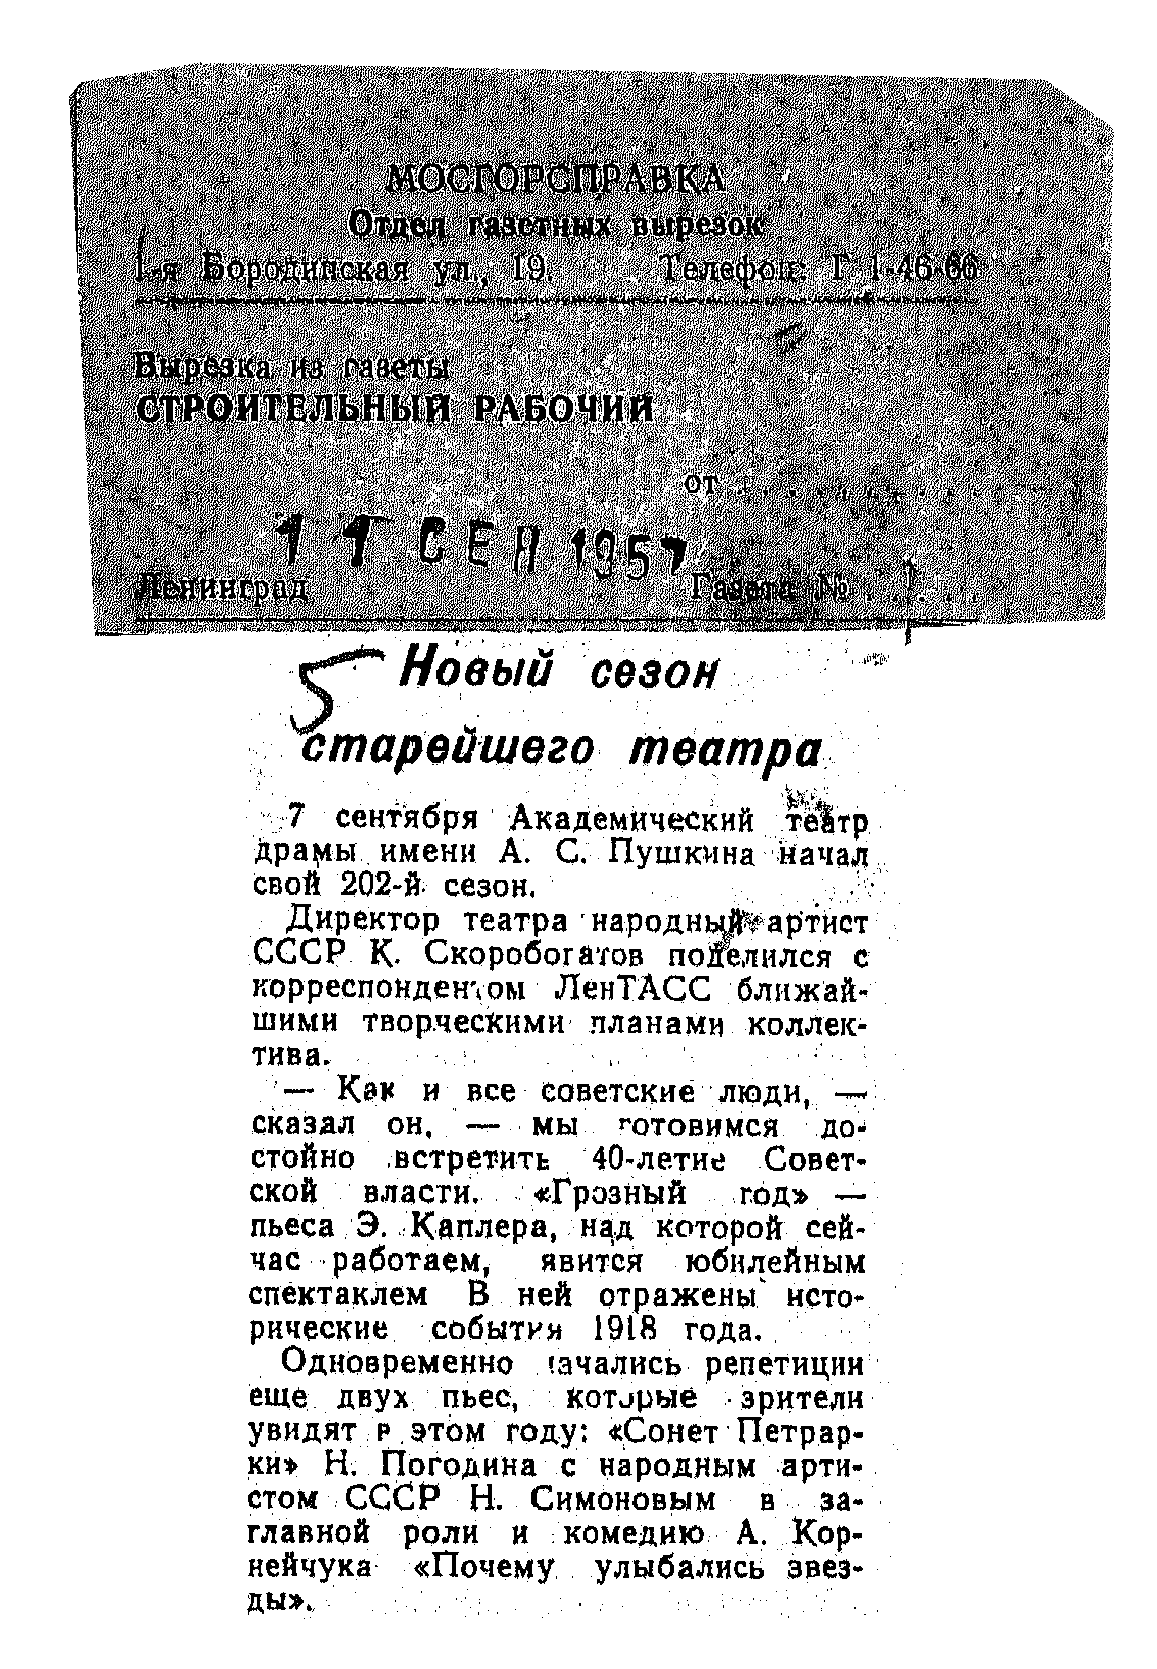 МОСГОРСПРАВКА
Отдел газетных вырезок
1-я Бородинская ул., 19. Телефон: Г 1-46-66
Вырезка из газеты
СТРОИТЕЛЬНЫЙ РАБОЧИЙ
от
11 СЕН 1957
Ленинград Газета №
5
Новый сезон
старейшего театра
7 сентября Академический театр
драмы имени А. С. Пушкина начал
свой 202-й сезон.
Директор театра народный артист
СССР К. Скоробогатов поделился с
корреспондентом ЛенТАСС ближай-
шими творческими планами коллек-
тива.
— Как и все советские люди, —
сказал он, — мы готовимся до-
стойно встретить 40-летие Совет-
ской власти. «Грозный год» —
пьеса Э. Каплера, над которой сей-
час работаем, явится юбилейным
спектаклем В ней отражены исто-
рические события 1918 года.
Одновременно начались репетиции
еще двух пьес, которые зрители
увидят в этом году: «Сонет Петрар-
ки» Н. Погодина с народным арти-
стом СССР Н. Симоновым в за-
главной роли и комедию А. Кор-
нейчука «Почему улыбались звез-
ды».